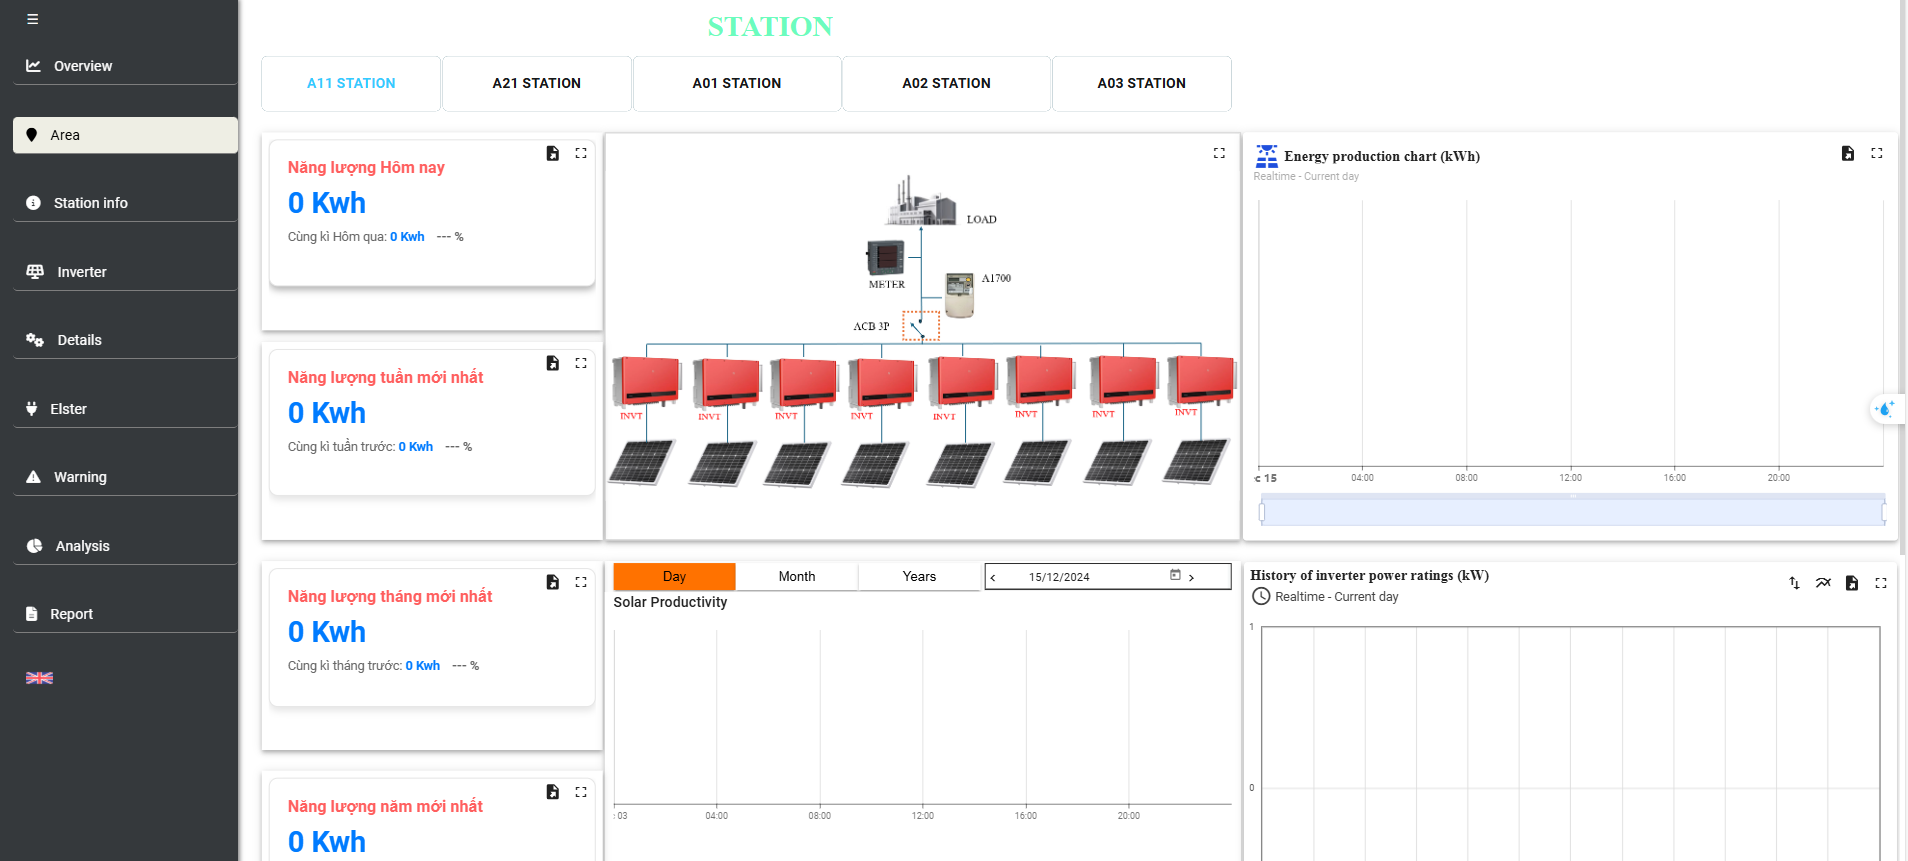 STATION
Overview
Area
Station info
Inverter
Details
Elster
Warning
Analysis
Report
A11 STATION
A21 STATION
A01 STATION
A02 STATION
A03 STATION
Năng lượng Hôm nay
0 Kwh
Cùng kì Hôm qua: 0 Kwh --- %
Năng lượng tuần mới nhất
0 Kwh
Cùng kì tuần trước: 0 Kwh --- %
Năng lượng tháng mới nhất
0 Kwh
Cùng kì tháng trước: 0 Kwh --- %
Năng lượng năm mới nhất
0 Kwh
LOAD
METER
A1700
ACB 3P
INVT INVT INVT INVT INVT INVT INVT INVT
Energy production chart (kWh)
Realtime - Current day
c 15 04:00 08:00 12:00 16:00 20:00
Day Month Years 15/12/2024
Solar Productivity
: 03 04:00 08:00 12:00 16:00 20:00
History of inverter power ratings (kW)
Realtime - Current day
1
0